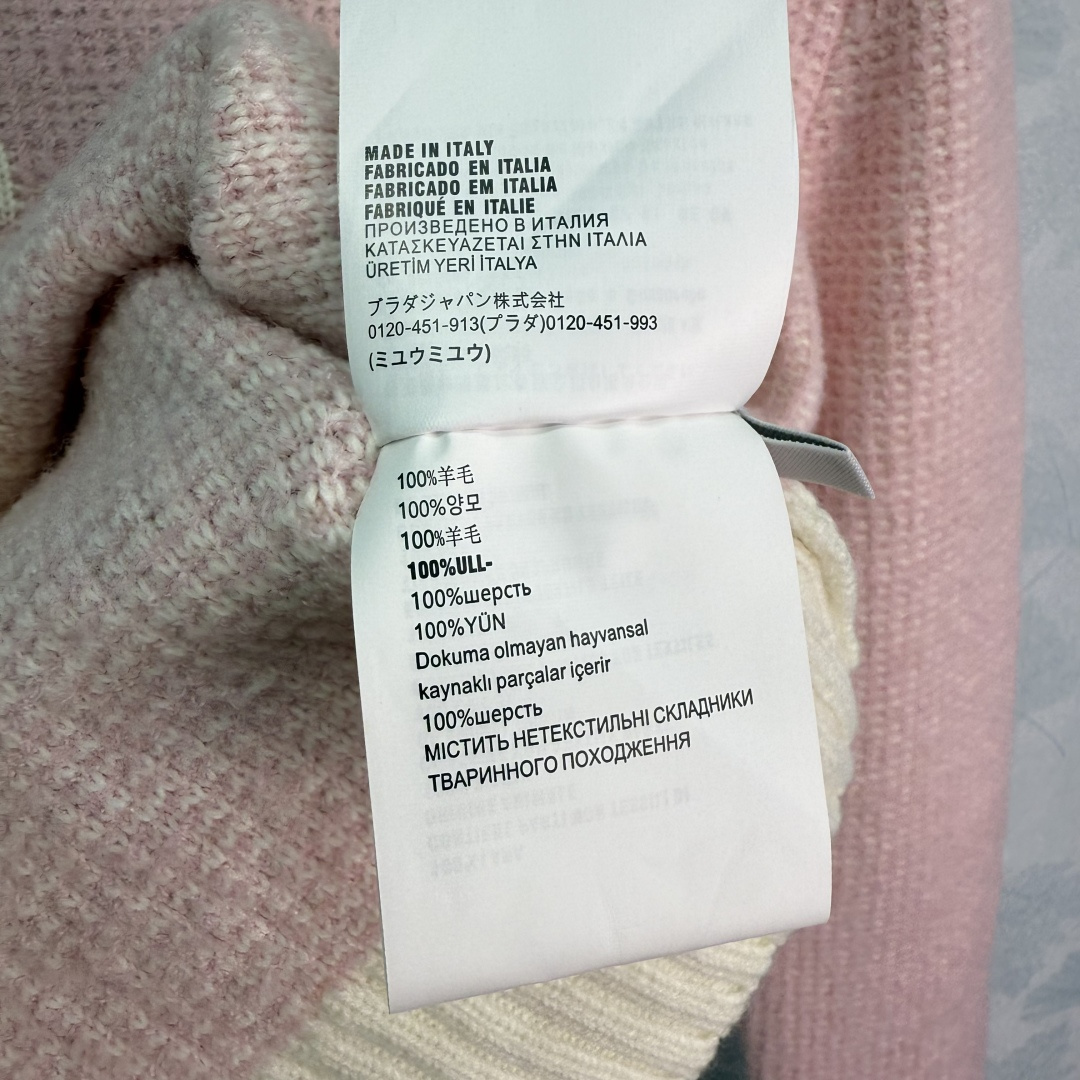 MADE IN ITALY
FABRICADO EN ITALIA
FABRICADO EM ITALIA
FABRIQUÉ EN ITALIE
ПРОИЗВЕДЕНО В ИТАЛИЯ
ΚΑΤΑΣΚΕΥΑΖΕΤΑΙ ΣΤΗΝ ΙΤΑΛΙΑ
ÜRETİM YERİ İTALYA
プラダジャパン株式会社
0120-451-913(プラダ)0120-451-993
(ミユウミユウ)
100%羊毛
100%양모
100%羊毛
100%ULL-
100%шерсть
100%YÜN
Dokuma olmayan hayvansal
kaynaklı parçalar içerir
100%шерсть
МІСТИТЬ НЕТЕКСТИЛЬНІ СКЛАДНИКИ
ТВАРИННОГО ПОХОДЖЕННЯ